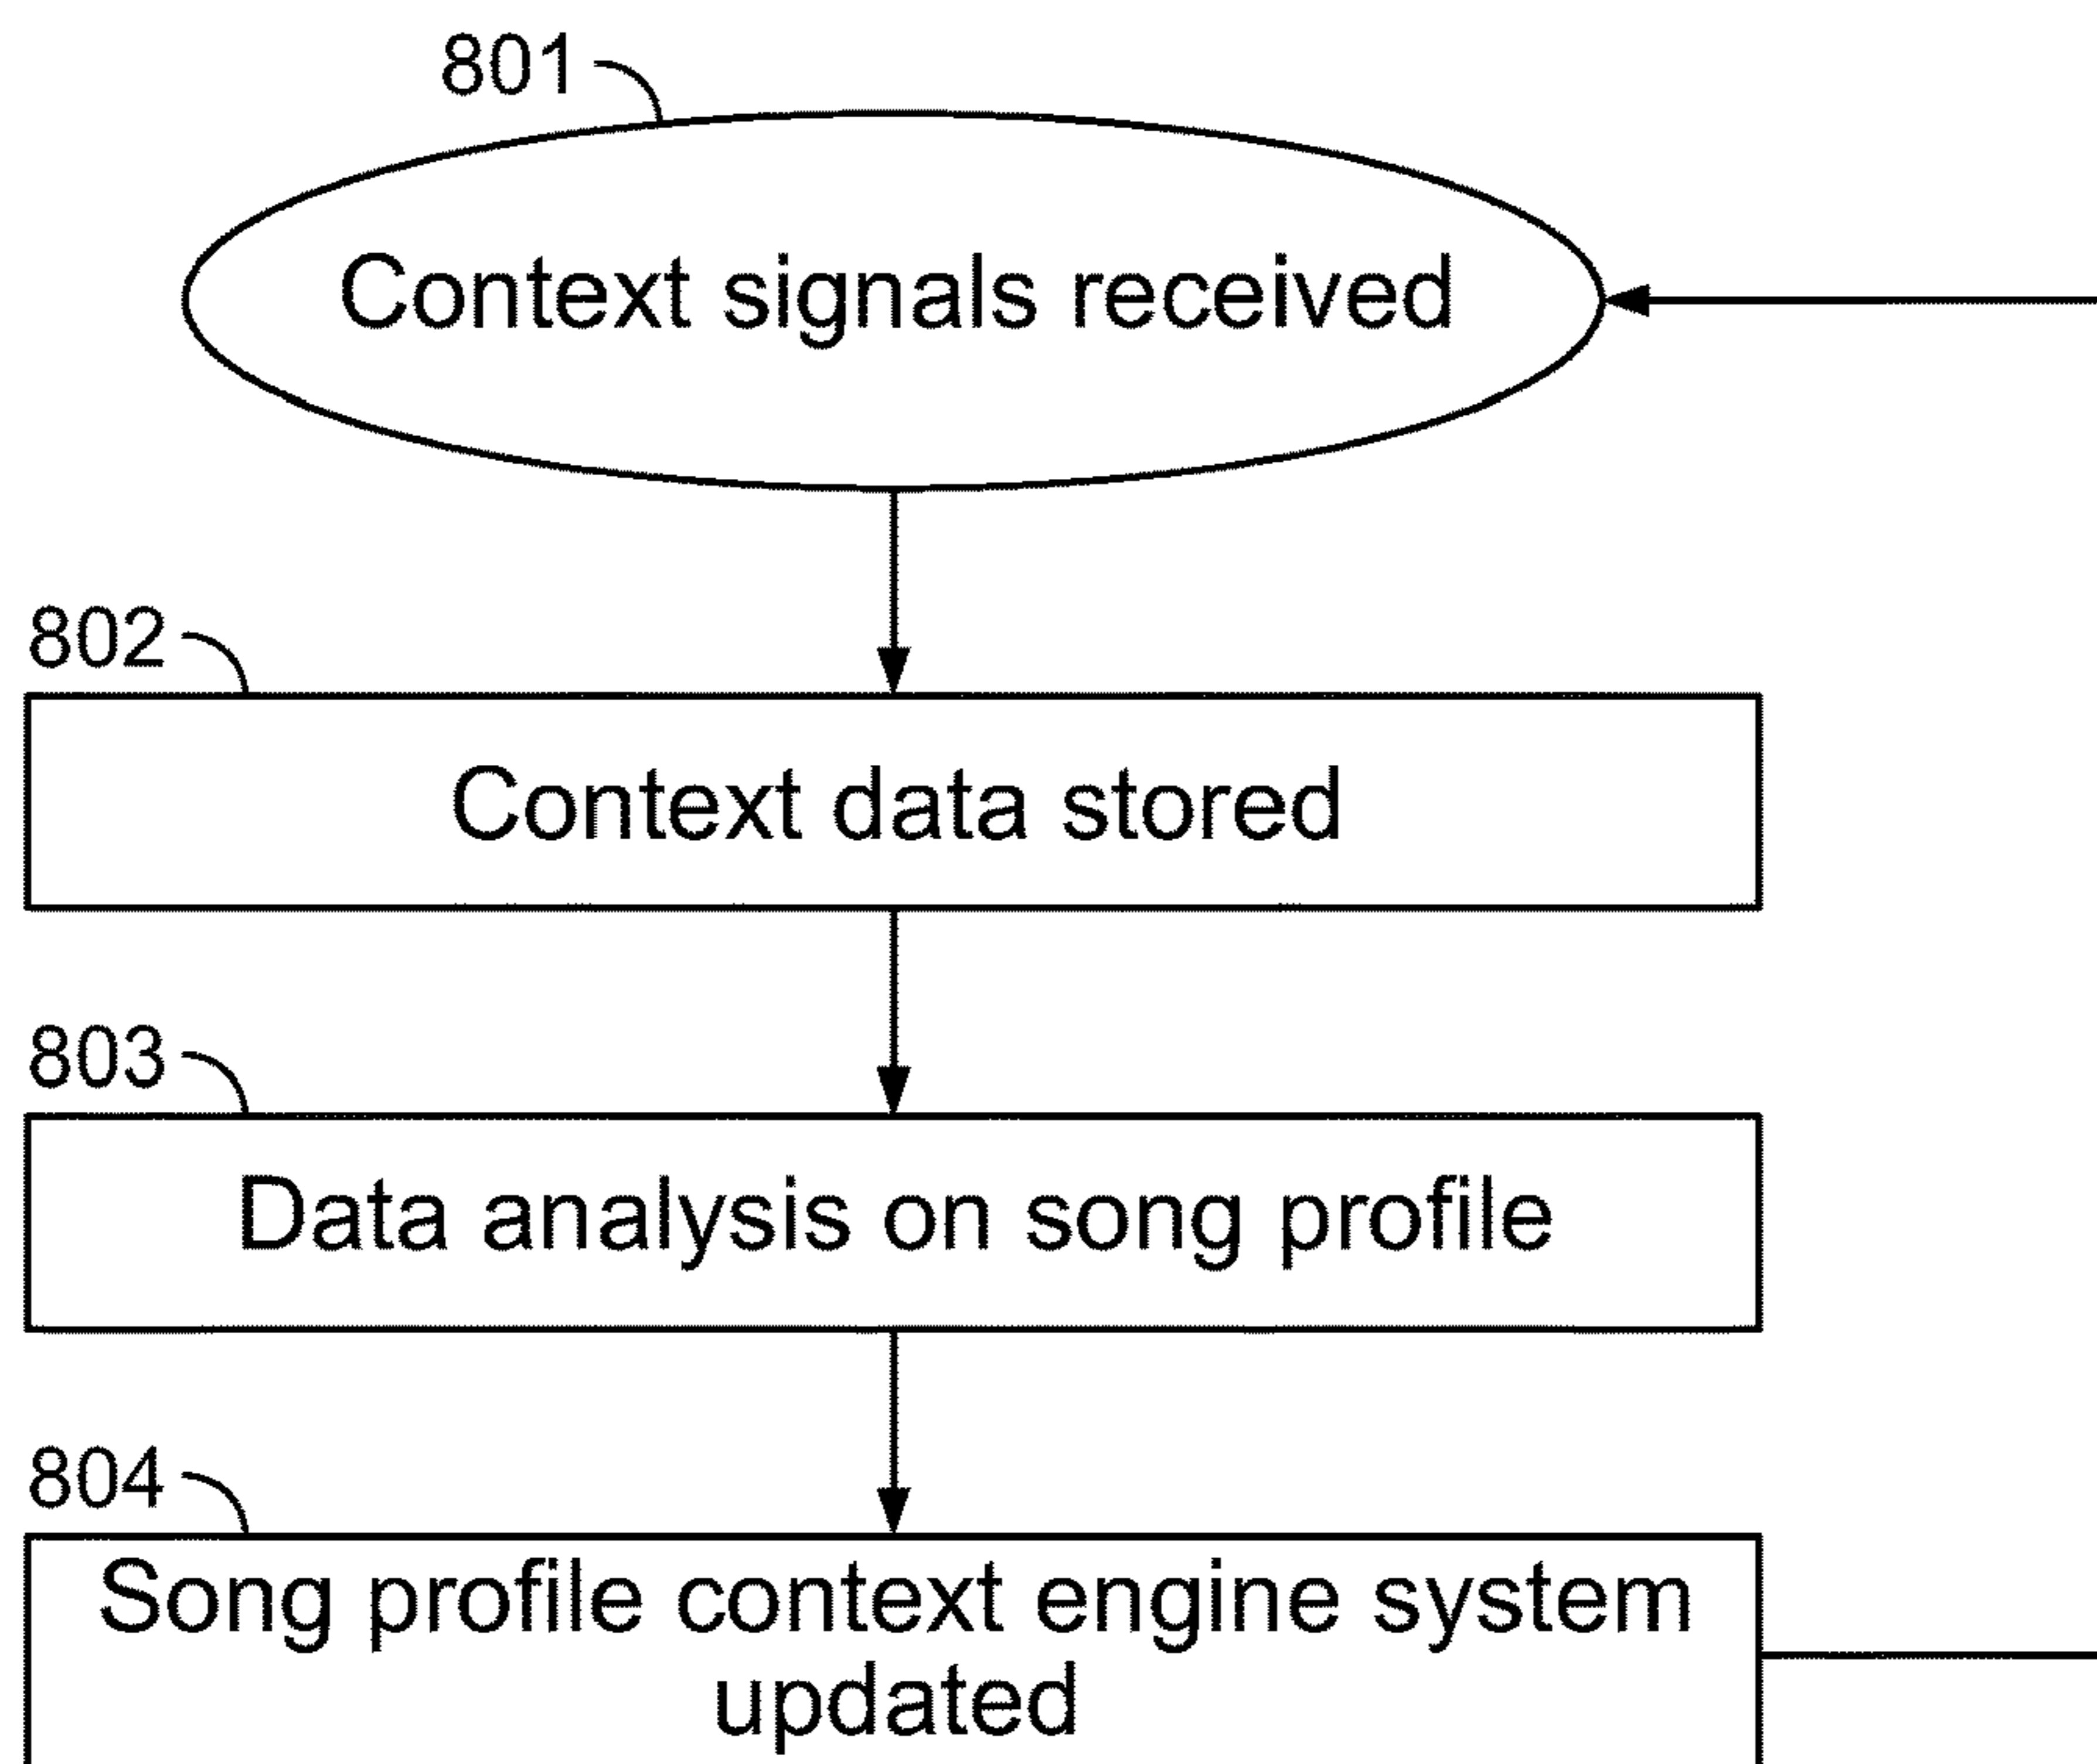 801
Context signals received
802
Context data stored
803
Data analysis on song profile
804
Song profile context engine system
updated